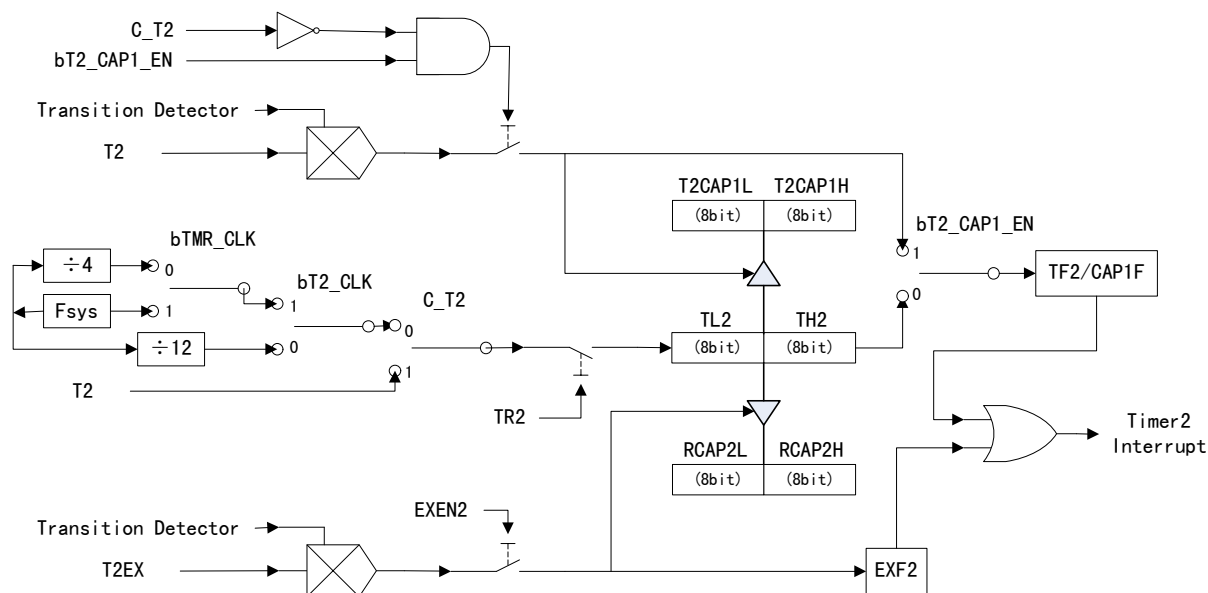 C_T2
bT2_CAP1_EN
Transition Detector
T2
T2CAP1L T2CAP1H
(8bit) (8bit)
bTMR_CLK
bT2_CAP1_EN
÷4
0
1
TF2/CAP1F
bT2_CLK
Fsys
1
1
C_T2
0
0
÷12
0
TL2 TH2
(8bit) (8bit)
T2
1
TR2
Timer2
Interrupt
RCAP2L RCAP2H
(8bit) (8bit)
EXEN2
Transition Detector
T2EX
EXF2